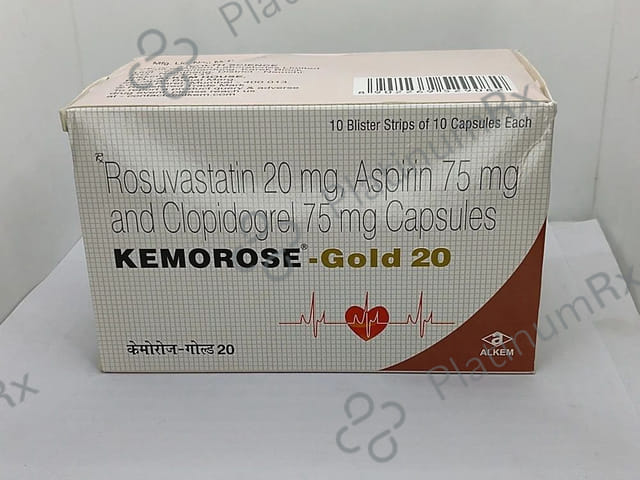 10 Blister Strips of 10 Capsules Each
Rx
Rosuvastatin 20 mg, Aspirin 75 mg
and Clopidogrel 75 mg Capsules
KEMOROSE®-Gold 20
केमोरोज-गोल्ड 20
ALKEM
PlatinumRx